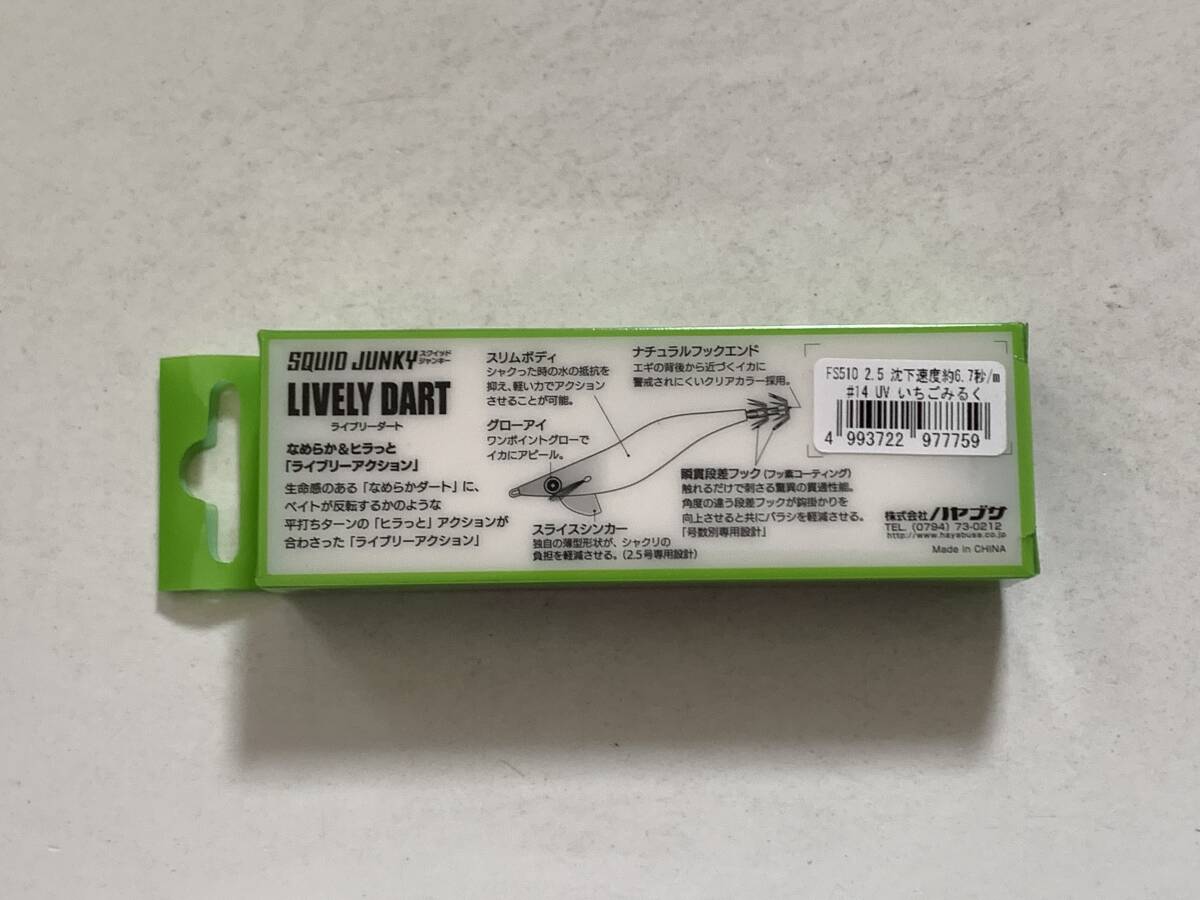 SQUID JUNKY スクイッドジャンキー
LIVELY DART
ライブリーダート
なめらか&ヒラっと
「ライブリーアクション」
生命感のある「なめらかダート」に、
ベイトが反転するかのような
平打ちターンの「ヒラっと」アクションが
合わさった「ライブリーアクション」
スリムボディ
シャクった時の水の抵抗を
抑え、軽い力でアクション
させることが可能。
グローアイ
ワンポイントグローで
イカにアピール。
スライスシンカー
独自の薄型形状が、シャクリの
負担を軽減させる。(2.5号専用設計)
ナチュラルフックエンド
エギの背後から近づくイカに
警戒されにくいクリアカラー採用。
瞬貫段差フック(フッ素コーティング)
触れるだけで刺さる驚異の貫通性能。
角度の違う段差フックが鈎掛かりを
向上させると共にバラシを軽減させる。
「号数別専用設計」
FS510 2.5 沈下速度約6.7秒/m
#14 UV いちごみるく
4 993722 977759
株式会社ハヤブサ
TEL. (0794) 73-0212
http://www.hayabusa.co.jp
Made in CHINA